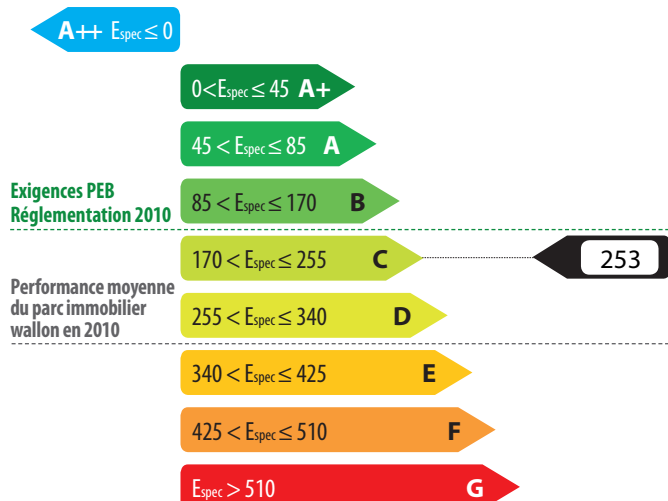 A++ Espec ≤ 0
0<Espec ≤ 45 A+
45 < Espec ≤ 85 A
Exigences PEB
Réglementation 2010
85 < Espec ≤ 170 B
170 < Espec ≤ 255 C
253
Performance moyenne
du parc immobilier
wallon en 2010
255 < Espec ≤ 340 D
340 < Espec ≤ 425 E
425 < Espec ≤ 510 F
Espec > 510 G